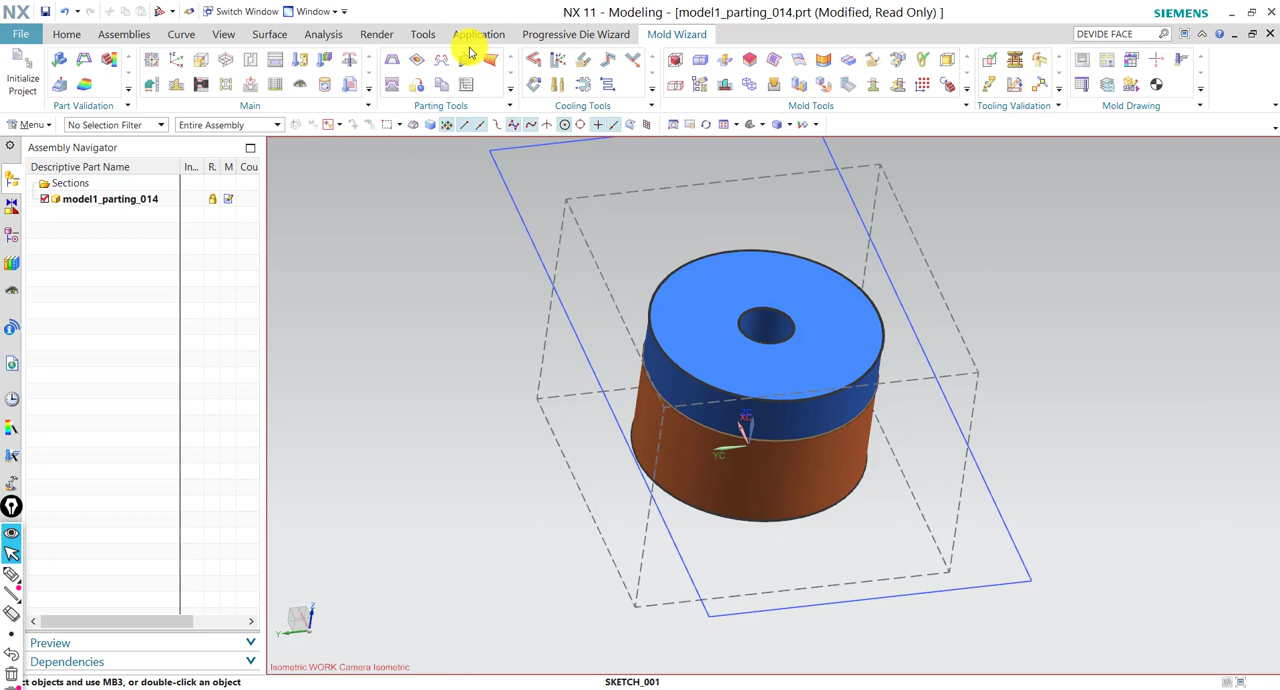 NX
Switch Window
Window
NX 11 - Modeling - [model1_parting_014.prt (Modified, Read Only) ]
SIEMENS
File
Home
Assemblies
Curve
View
Surface
Analysis
Render
Tools
Application
Progressive Die Wizard
Mold Wizard
DEVIDE FACE
Initialize
Project
Part Validation
Main
Parting Tools
Cooling Tools
Mold Tools
Tooling Validation
Mold Drawing
Menu
No Selection Filter
Entire Assembly
Assembly Navigator
Descriptive Part Name
In...
R.
M
Cou
Sections
model1_parting_014
XC
YC
Z
Y
Isometric WORK Camera Isometric
Preview
Dependencies
ct objects and use MB3, or double-click an object
SKETCH_001